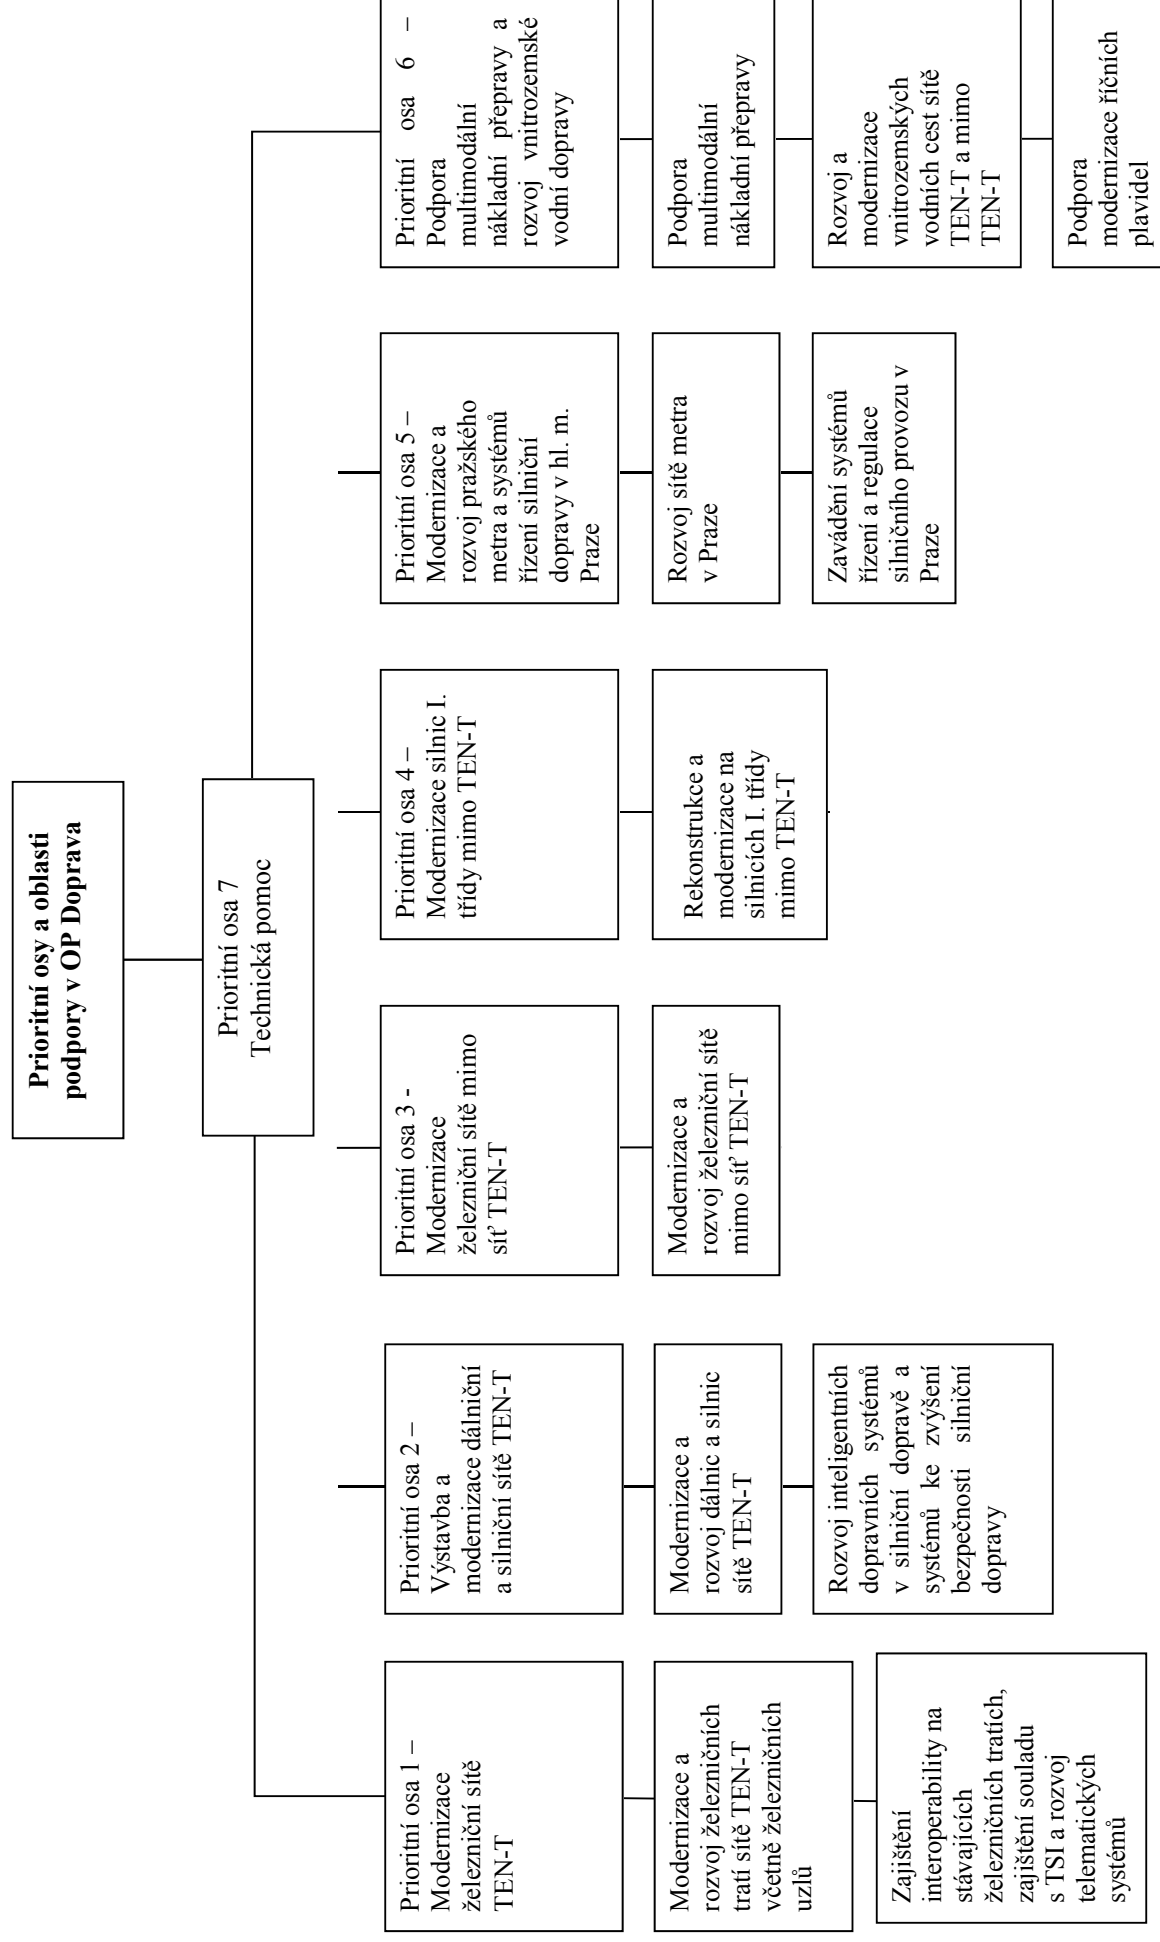 Prioritní osy a oblasti
podpory v OP Doprava
Prioritní osa 7
Technická pomoc
Prioritní osa 1 –
Modernizace
železniční sítě
TEN-T
Modernizace a
rozvoj železničních
tratí sítě TEN-T
včetně železničních
uzlů
Zajištění
interoperability na
stávajících
železničních tratích,
zajištění souladu
s TSI a rozvoj
telematických
systémů
Prioritní osa 2 –
Výstavba a
modernizace dálniční
a silniční sítě TEN-T
Modernizace a
rozvoj dálnic a silnic
sítě TEN-T
Rozvoj inteligentních
dopravních systémů
v silniční dopravě a
systémů ke zvýšení
bezpečnosti silniční
dopravy
Prioritní osa 3 -
Modernizace
železniční sítě mimo
síť TEN-T
Modernizace a
rozvoj železniční sítě
mimo síť TEN-T
Prioritní osa 4 –
Modernizace silnic I.
třídy mimo TEN-T
Rekonstrukce a
modernizace na
silnicích I. třídy
mimo TEN-T
Prioritní osa 5 –
Modernizace a
rozvoj pražského
metra a systémů
řízení silniční
dopravy v hl. m.
Praze
Rozvoj sítě metra
v Praze
Zavádění systémů
řízení a regulace
silničního provozu v
Praze
Prioritní osa 6 –
Podpora
multimodální
nákladní přepravy a
rozvoj vnitrozemské
vodní dopravy
Podpora
multimodální
nákladní přepravy
Rozvoj a
modernizace
vnitrozemských
vodních cest sítě
TEN-T a mimo
TEN-T
Podpora
modernizace říčních
plavidel